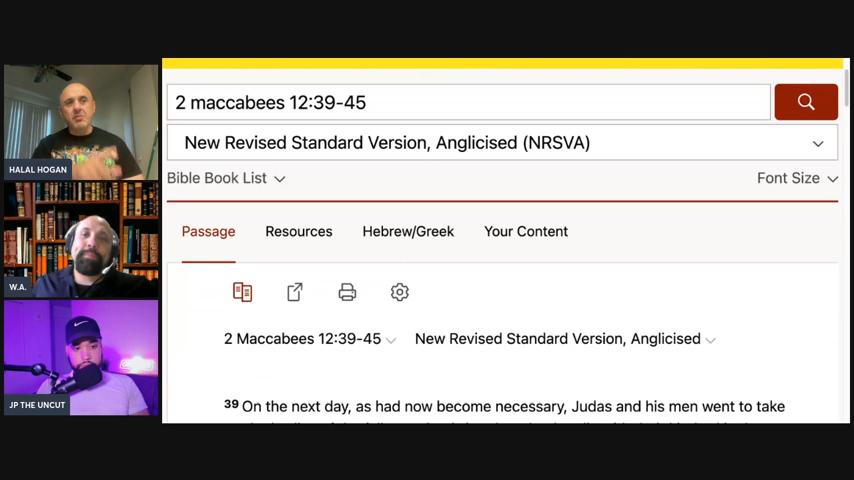 2 maccabees 12:39-45
New Revised Standard Version, Anglicised (NRSVA)
Bible Book List
Font Size
Passage
Resources
Hebrew/Greek
Your Content
2 Maccabees 12:39-45
New Revised Standard Version, Anglicised
39 On the next day, as had now become necessary, Judas and his men went to take
HALAL HOGAN
W.A.
JP THE UNCUT